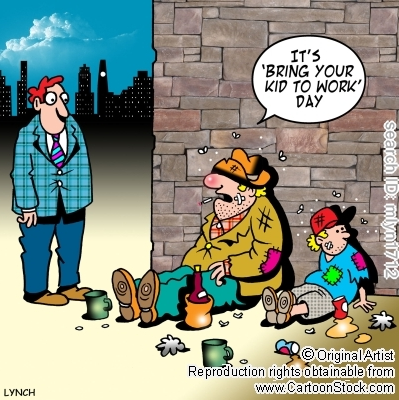 IT'S
'BRING YOUR
KID TO WORK'
DAY
search ID: mlyn1712
© Original Artist
Reproduction rights obtainable from
www.CartoonStock.com
LYNCH